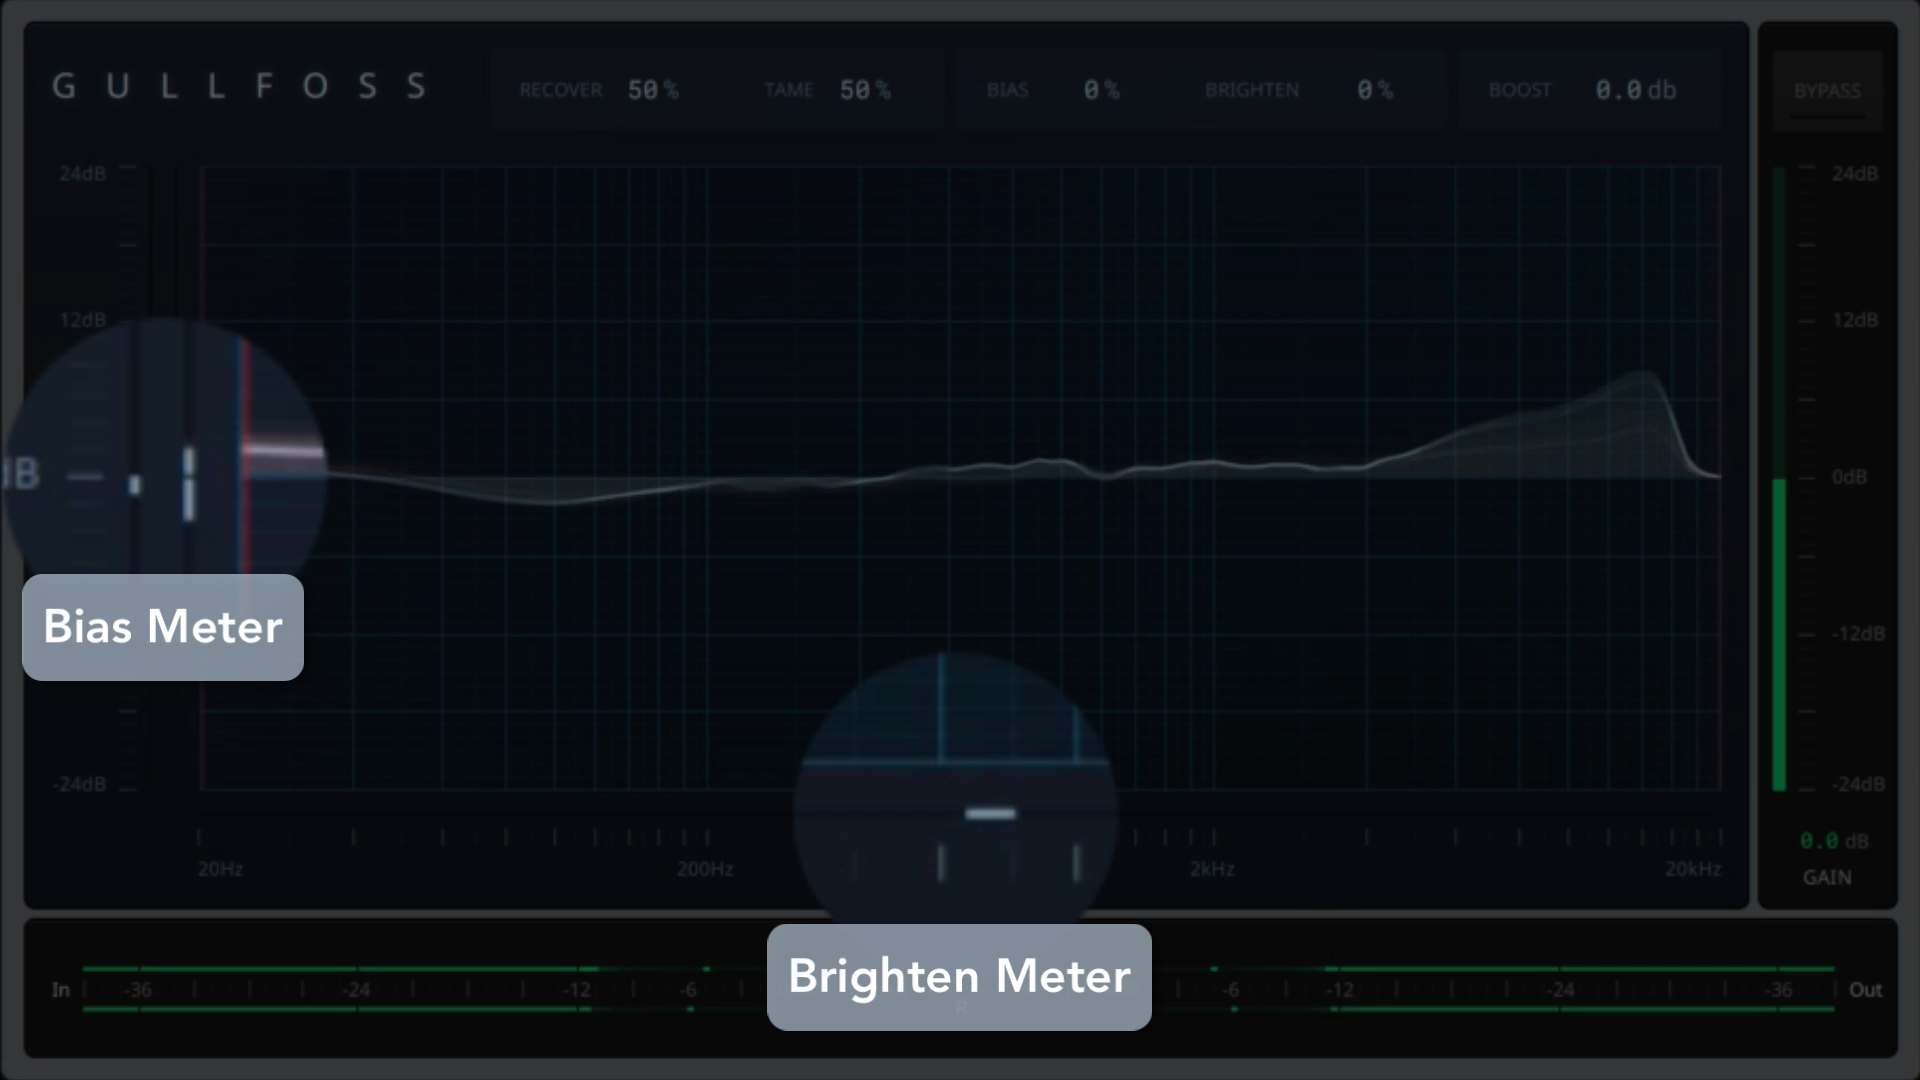 GULLFOSS
RECOVER 50% TAME 50% BIAS 0% BRIGHTEN 0% BOOST 0.0db BYPASS
24dB 24dB
12dB 12dB
dB 0dB
Bias Meter
-12dB
-24dB -24dB
0.0 dB
20Hz 200Hz 2kHz 20kHz
GAIN
Brighten Meter
In -36 -24 -12 -6 -6 -12 -24 -36 Out
R